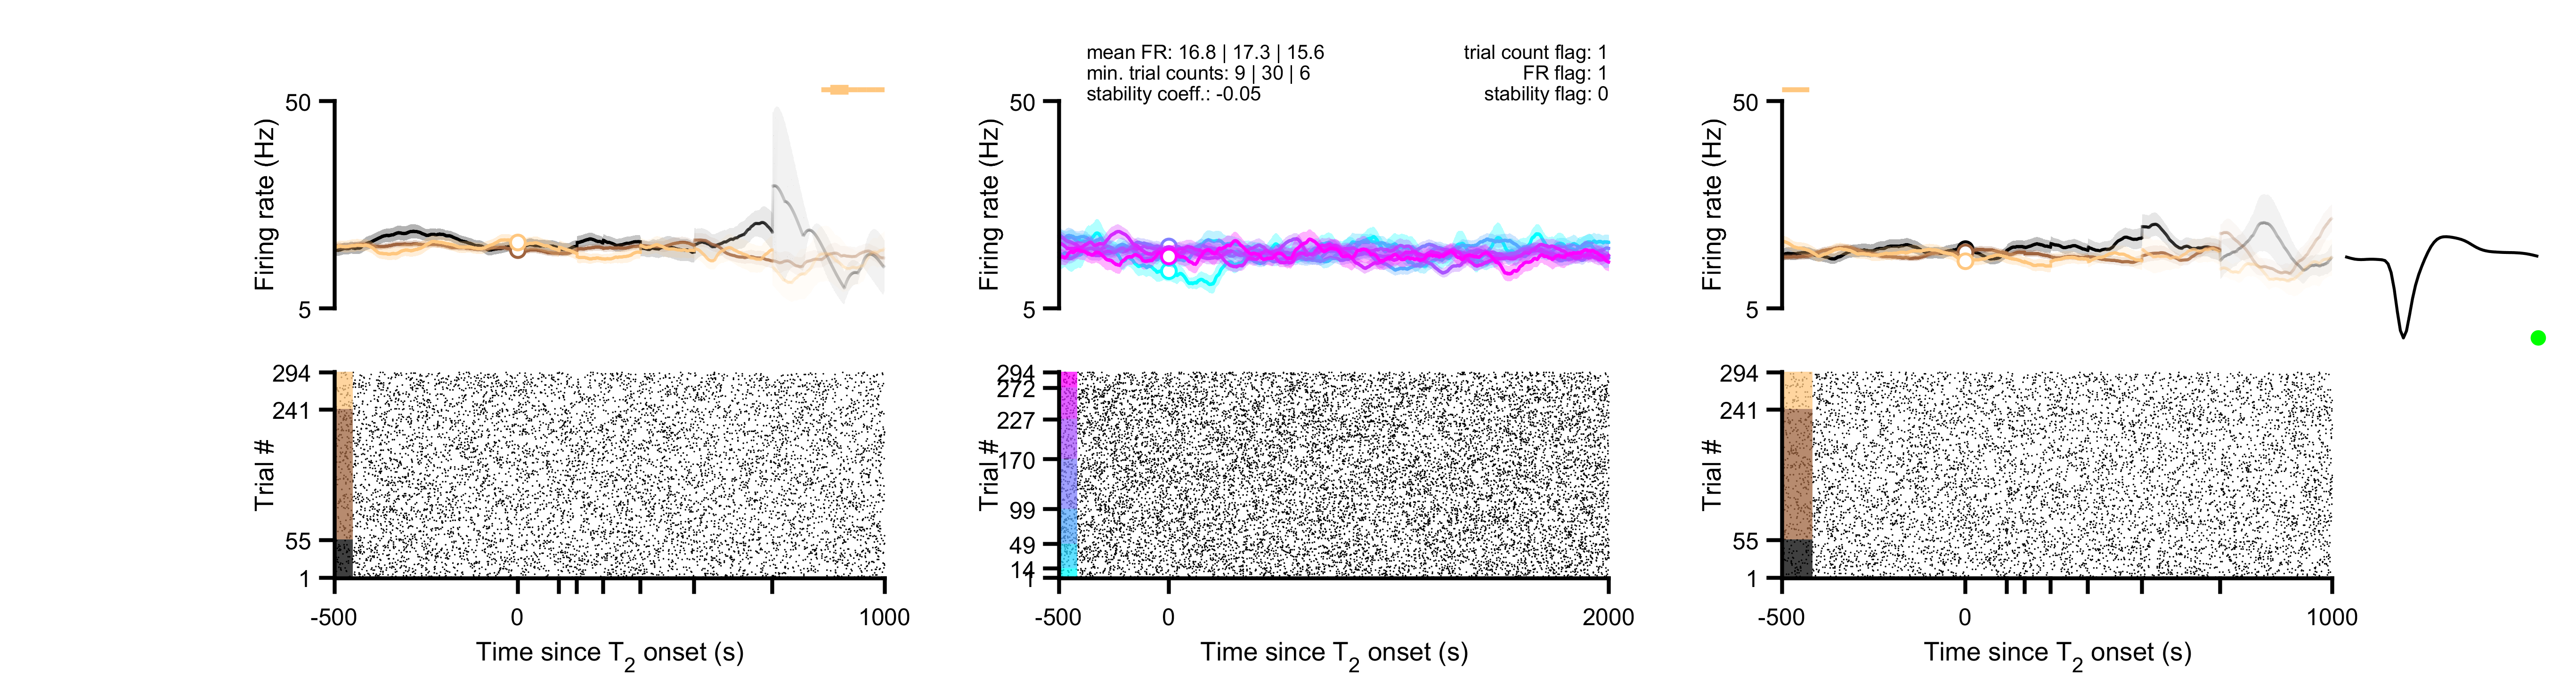 mean FR: 16.8 | 17.3 | 15.6
min. trial counts: 9 | 30 | 6
stability coeff.: -0.05
trial count flag: 1
FR flag: 1
stability flag: 0
50
Firing rate (Hz)
5
294
241
Trial #
55
1
-500
0
1000
Time since T2 onset (s)
50
Firing rate (Hz)
5
294
272
227
Trial #
170
99
49
14
-500
0
2000
Time since T2 onset (s)
50
Firing rate (Hz)
5
294
241
Trial #
55
1
-500
0
1000
Time since T2 onset (s)